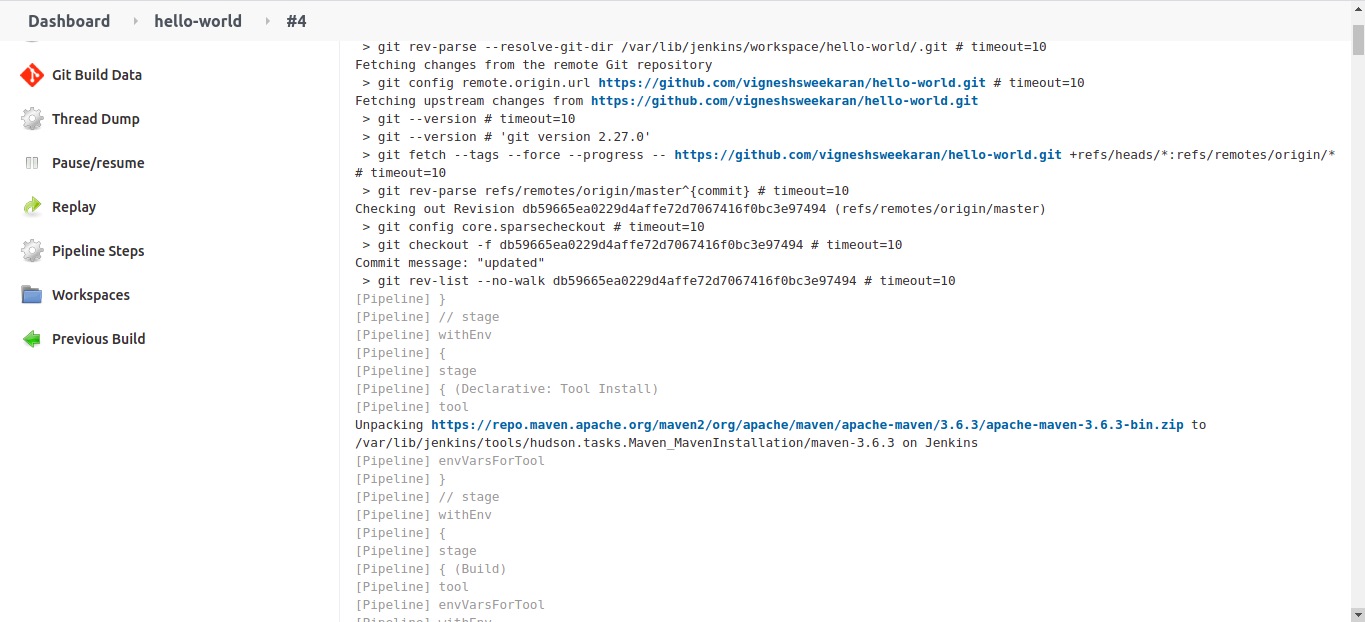 Dashboard hello-world #4
Git Build Data
Thread Dump
Pause/resume
Replay
Pipeline Steps
Workspaces
Previous Build
> git rev-parse --resolve-git-dir /var/lib/jenkins/workspace/hello-world/.git # timeout=10
Fetching changes from the remote Git repository
> git config remote.origin.url https://github.com/vigneshsweekaran/hello-world.git # timeout=10
Fetching upstream changes from https://github.com/vigneshsweekaran/hello-world.git
> git --version # timeout=10
> git --version # 'git version 2.27.0'
> git fetch --tags --force --progress -- https://github.com/vigneshsweekaran/hello-world.git +refs/heads/*:refs/remotes/origin/*
# timeout=10
> git rev-parse refs/remotes/origin/master^{commit} # timeout=10
Checking out Revision db59665ea0229d4affe72d7067416f0bc3e97494 (refs/remotes/origin/master)
> git config core.sparsecheckout # timeout=10
> git checkout -f db59665ea0229d4affe72d7067416f0bc3e97494 # timeout=10
Commit message: "updated"
> git rev-list --no-walk db59665ea0229d4affe72d7067416f0bc3e97494 # timeout=10
[Pipeline] }
[Pipeline] // stage
[Pipeline] withEnv
[Pipeline] {
[Pipeline] stage
[Pipeline] { (Declarative: Tool Install)
[Pipeline] tool
Unpacking https://repo.maven.apache.org/maven2/org/apache/maven/apache-maven/3.6.3/apache-maven-3.6.3-bin.zip to
/var/lib/jenkins/tools/hudson.tasks.Maven_MavenInstallation/maven-3.6.3 on Jenkins
[Pipeline] envVarsForTool
[Pipeline] }
[Pipeline] // stage
[Pipeline] withEnv
[Pipeline] {
[Pipeline] stage
[Pipeline] { (Build)
[Pipeline] tool
[Pipeline] envVarsForTool
[Pipeline] withEnv